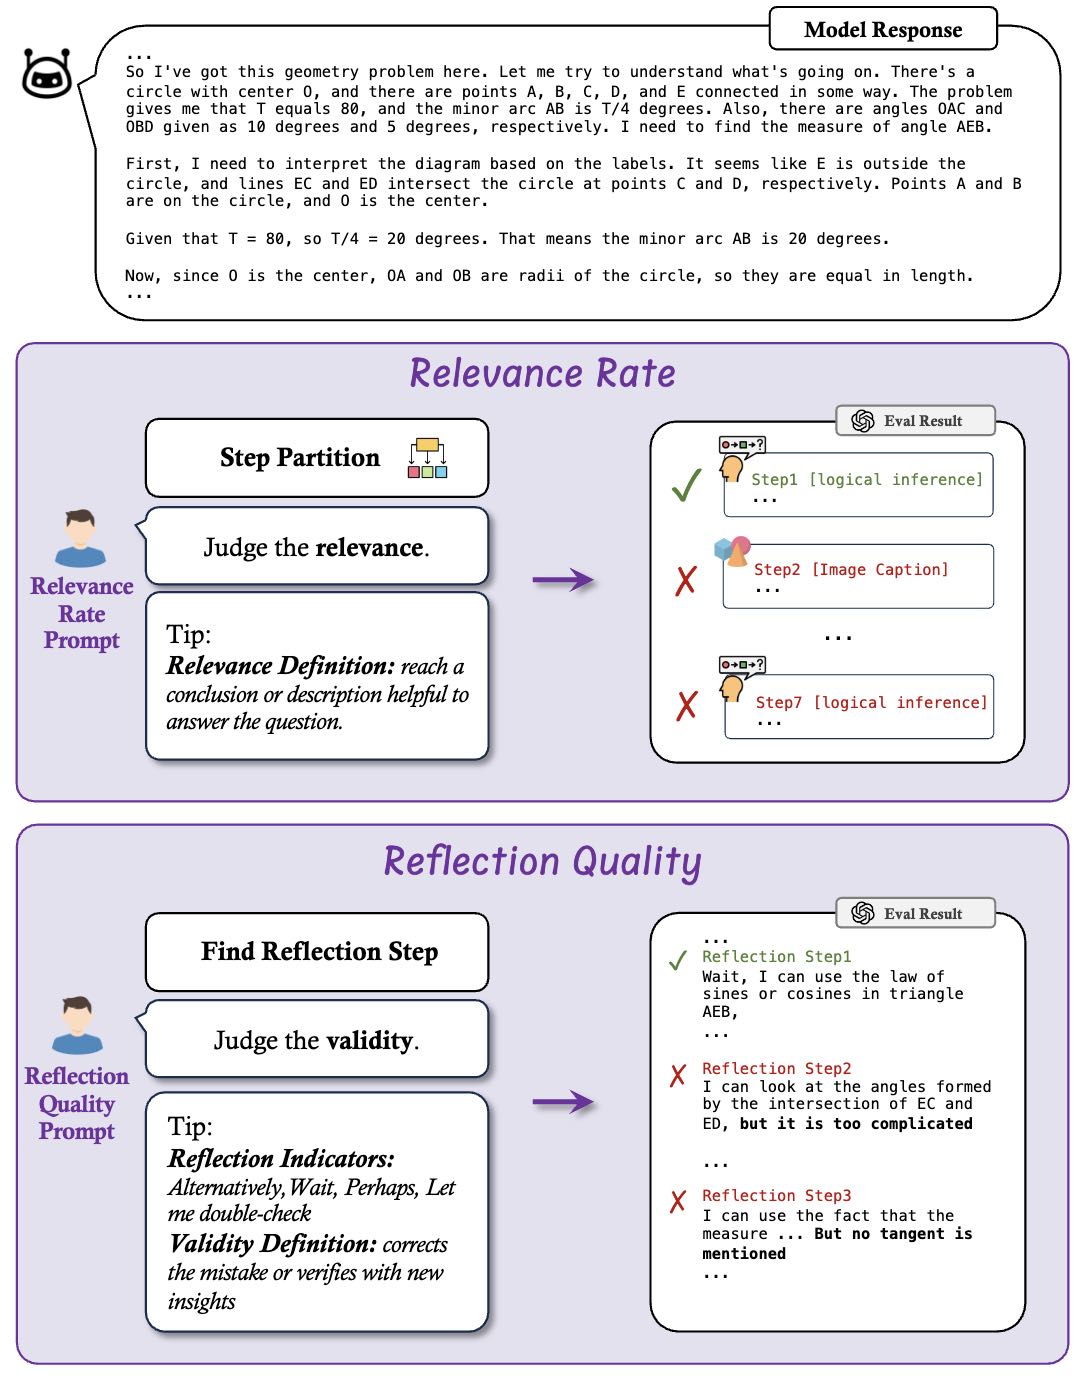 Model Response
...
So I've got this geometry problem here. Let me try to understand what's going on. There's a
circle with center O, and there are points A, B, C, D, and E connected in some way. The problem
gives me that T equals 80, and the minor arc AB is T/4 degrees. Also, there are angles OAC and
OBD given as 10 degrees and 5 degrees, respectively. I need to find the measure of angle AEB.
First, I need to interpret the diagram based on the labels. It seems like E is outside the
circle, and lines EC and ED intersect the circle at points C and D, respectively. Points A and B
are on the circle, and O is the center.
Given that T = 80, so T/4 = 20 degrees. That means the minor arc AB is 20 degrees.
Now, since O is the center, OA and OB are radii of the circle, so they are equal in length.
...
Relevance Rate
Relevance
Rate
Prompt
Step Partition
Judge the relevance.
Tip:
Relevance Definition: reach a
conclusion or description helpful to
answer the question.
Eval Result
?
Step1 [logical inference]
...
Step2 [Image Caption]
...
...
?
Step7 [logical inference]
...
Reflection Quality
Reflection
Quality
Prompt
Find Reflection Step
Judge the validity.
Tip:
Reflection Indicators:
Alternatively, Wait, Perhaps, Let
me double-check
Validity Definition: corrects
the mistake or verifies with new
insights
Eval Result
...
Reflection Step1
Wait, I can use the law of
sines or cosines in triangle
AEB,
...
Reflection Step2
I can look at the angles formed
by the intersection of EC and
ED, but it is too complicated
...
Reflection Step3
I can use the fact that the
measure ... But no tangent is
mentioned
...